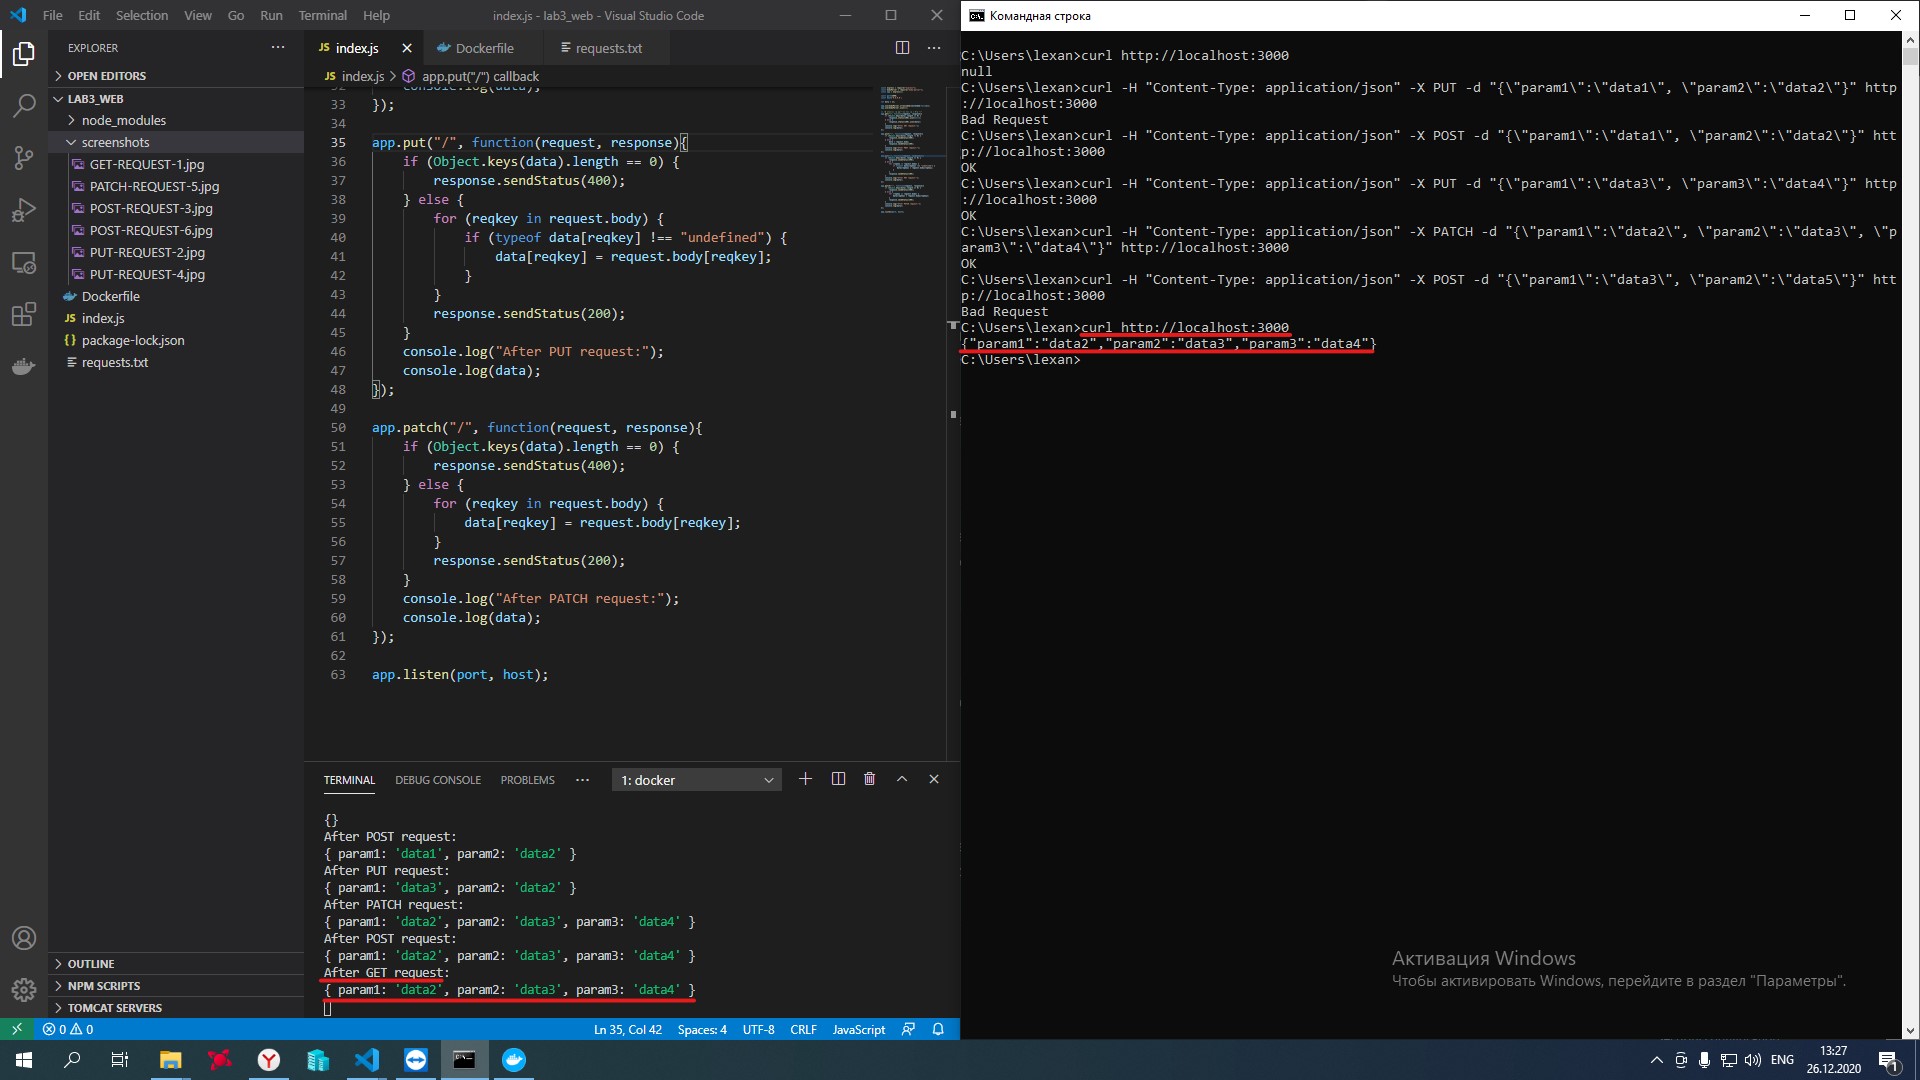 File Edit Selection View Go Run Terminal Help
index.js - lab3_web - Visual Studio Code
EXPLORER
OPEN EDITORS
LAB3_WEB
node_modules
screenshots
GET-REQUEST-1.jpg
PATCH-REQUEST-5.jpg
POST-REQUEST-3.jpg
POST-REQUEST-6.jpg
PUT-REQUEST-2.jpg
PUT-REQUEST-4.jpg
Dockerfile
JS index.js
{} package-lock.json
requests.txt
OUTLINE
NPM SCRIPTS
TOMCAT SERVERS
JS index.js Dockerfile requests.txt
JS index.js > app.put("/") callback
32 console.log(data);
33 });
34
35 app.put("/", function(request, response){
36 if (Object.keys(data).length == 0) {
37 response.sendStatus(400);
38 } else {
39 for (reqkey in request.body) {
40 if (typeof data[reqkey] !== "undefined") {
41 data[reqkey] = request.body[reqkey];
42 }
43 }
44 response.sendStatus(200);
45 }
46 console.log("After PUT request:");
47 console.log(data);
48 });
49
50 app.patch("/", function(request, response){
51 if (Object.keys(data).length == 0) {
52 response.sendStatus(400);
53 } else {
54 for (reqkey in request.body) {
55 data[reqkey] = request.body[reqkey];
56 }
57 response.sendStatus(200);
58 }
59 console.log("After PATCH request:");
60 console.log(data);
61 });
62
63 app.listen(port, host);
TERMINAL DEBUG CONSOLE PROBLEMS ··· 1: docker
{}
After POST request:
{ param1: 'data1', param2: 'data2' }
After PUT request:
{ param1: 'data3', param2: 'data2' }
After PATCH request:
{ param1: 'data2', param2: 'data3', param3: 'data4' }
After POST request:
{ param1: 'data2', param2: 'data3', param3: 'data4' }
After GET request:
{ param1: 'data2', param2: 'data3', param3: 'data4' }
0 0 Ln 35, Col 42 Spaces: 4 UTF-8 CRLF JavaScript
Командная строка
C:\Users\lexan>curl http://localhost:3000
null
C:\Users\lexan>curl -H "Content-Type: application/json" -X PUT -d "{\"param1\":\"data1\", \"param2\":\"data2\"}" http
://localhost:3000
Bad Request
C:\Users\lexan>curl -H "Content-Type: application/json" -X POST -d "{\"param1\":\"data1\", \"param2\":\"data2\"}" htt
p://localhost:3000
OK
C:\Users\lexan>curl -H "Content-Type: application/json" -X PUT -d "{\"param1\":\"data3\", \"param3\":\"data4\"}" http
://localhost:3000
OK
C:\Users\lexan>curl -H "Content-Type: application/json" -X PATCH -d "{\"param1\":\"data2\", \"param2\":\"data3\", \"p
aram3\":\"data4\"}" http://localhost:3000
OK
C:\Users\lexan>curl -H "Content-Type: application/json" -X POST -d "{\"param1\":\"data3\", \"param2\":\"data5\"}" htt
p://localhost:3000
Bad Request
C:\Users\lexan>curl http://localhost:3000
{"param1":"data2","param2":"data3","param3":"data4"}
C:\Users\lexan>
Активация Windows
Чтобы активировать Windows, перейдите в раздел "Параметры".
ENG
13:27
26.12.2020
1